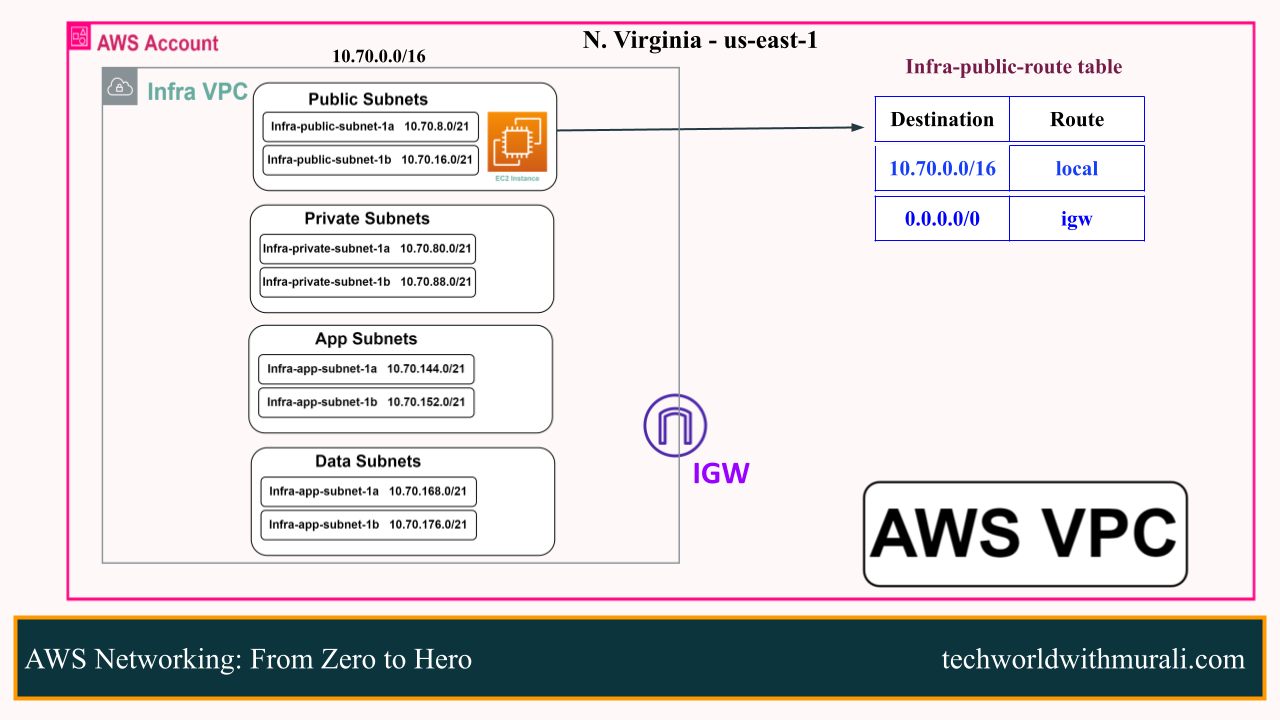 AWS Account
N. Virginia - us-east-1
10.70.0.0/16
Infra VPC
Public Subnets
Infra-public-subnet-1a 10.70.8.0/21
Infra-public-subnet-1b 10.70.16.0/21
EC2 Instance
Private Subnets
Infra-private-subnet-1a 10.70.80.0/21
Infra-private-subnet-1b 10.70.88.0/21
App Subnets
Infra-app-subnet-1a 10.70.144.0/21
Infra-app-subnet-1b 10.70.152.0/21
Data Subnets
Infra-app-subnet-1a 10.70.168.0/21
Infra-app-subnet-1b 10.70.176.0/21
IGW
Infra-public-route table
Destination Route
10.70.0.0/16 local
0.0.0.0/0 igw
AWS VPC
AWS Networking: From Zero to Hero
techworldwithmurali.com